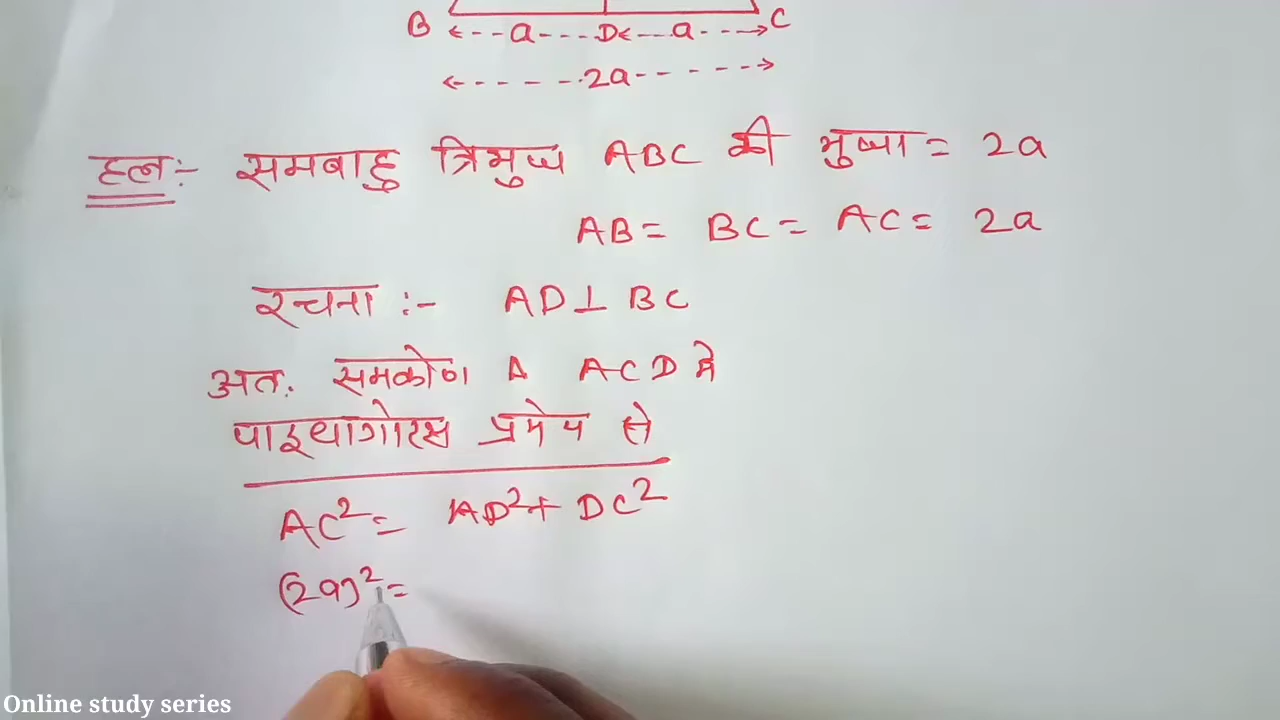 B <--a---D<--a---> C
<-----2a-----> 
हल:- समबाहु त्रिभुज ABC की भुजा = 2a
AB = BC = AC = 2a
रचना :- AD⊥BC
अत: समकोण Δ ACD मे
पाइथागोरस प्रमेय से
AC² = AD² + DC²
(2a)² =
Online study series